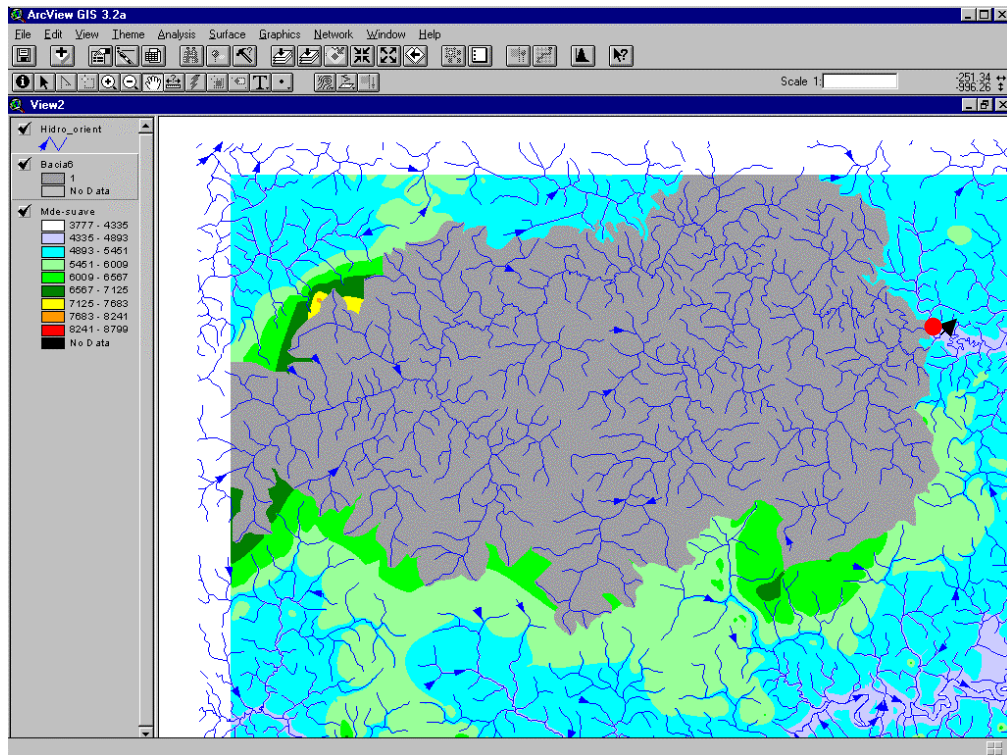 ArcView GIS 3.2a
File Edit View Theme Analysis Surface Graphics Network Window Help
T
Scale 1: -251.34
-996.26
View2
Hidro_orient
Bacia6
1
No Data
Mde-suave
3777 - 4335
4335 - 4893
4893 - 5451
5451 - 6009
6009 - 6567
6567 - 7125
7125 - 7683
7683 - 8241
8241 - 8799
No Data